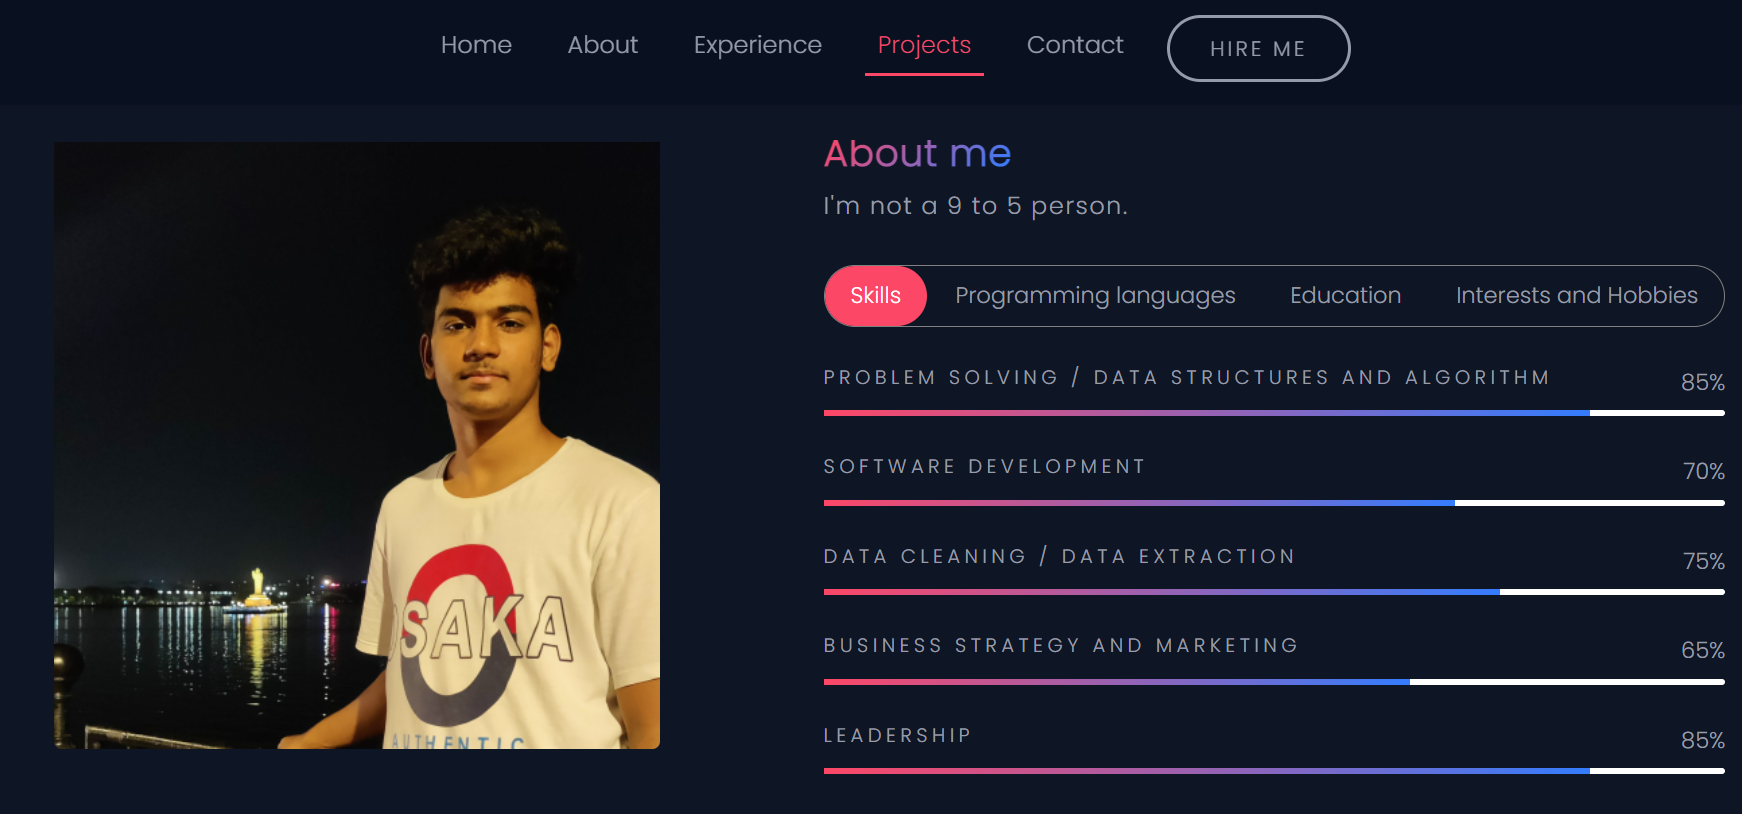 Home About Experience Projects Contact HIRE ME
About me
I'm not a 9 to 5 person.
Skills Programming languages Education Interests and Hobbies
PROBLEM SOLVING / DATA STRUCTURES AND ALGORITHM 85%
SOFTWARE DEVELOPMENT 70%
DATA CLEANING / DATA EXTRACTION 75%
BUSINESS STRATEGY AND MARKETING 65%
LEADERSHIP 85%
OSAKA
AUTHENTIC